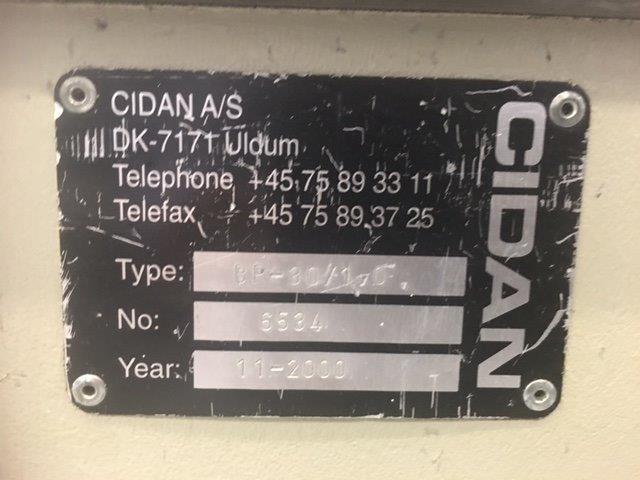 CIDAN A/S
DK-7171 Uldum
Telephone +45 75 89 33 11
Telefax +45 75 89 37 25
Type:
No: 6534
Year: 11-2000
CIDAN